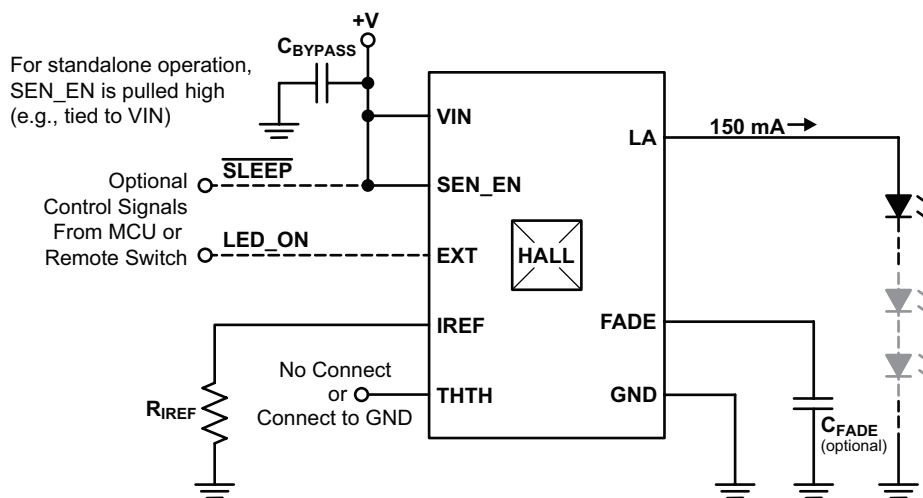 +V
CBYPASS
For standalone operation,
SEN_EN is pulled high
(e.g., tied to VIN)
VIN
LA
150 mA
SLEEP
SEN_EN
Optional
Control Signals
From MCU or
Remote Switch
LED_ON
EXT
HALL
IREF
FADE
No Connect
or
Connect to GND
THTH
GND
RIREF
CFADE
(optional)